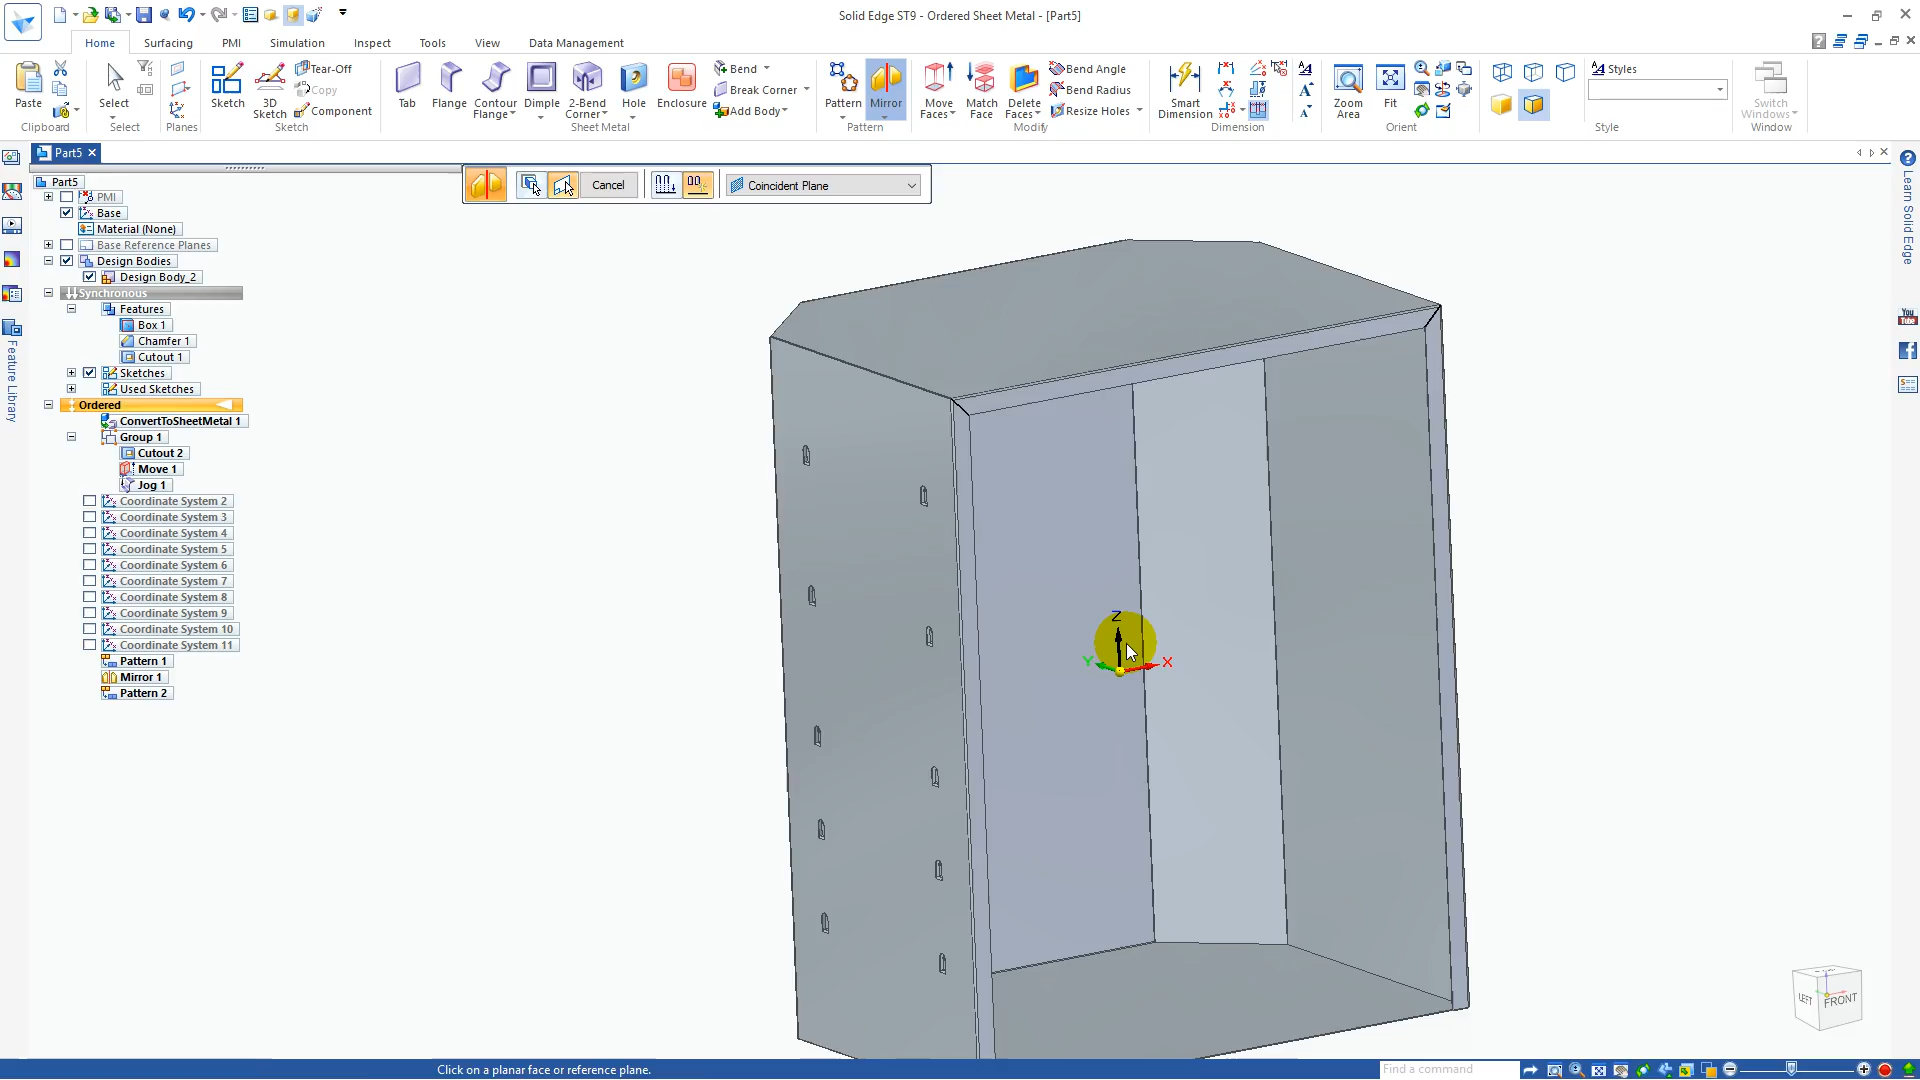 Solid Edge ST9 - Ordered Sheet Metal - [Part5]
Home Surfacing PMI Simulation Inspect Tools View Data Management
Paste
Clipboard
Select
Select
Planes
Sketch
3D Sketch
Tear-Off
Copy
Component
Sketch
Tab
Flange
Contour Flange
Dimple
2-Bend Corner
Hole
Enclosure
Bend
Break Corner
Add Body
Sheet Metal
Pattern
Mirror
Pattern
Move Faces
Match Face
Delete Faces
Bend Angle
Bend Radius
Resize Holes
Modify
Smart Dimension
Dimension
Zoom Area
Fit
Orient
Styles
Style
Switch Windows
Window
Part5
Cancel
Coincident Plane
Part5
PMI
Base
Material (None)
Base Reference Planes
Design Bodies
Design Body_2
Synchronous
Features
Box 1
Chamfer 1
Cutout 1
Sketches
Used Sketches
Ordered
ConvertToSheetMetal 1
Group 1
Cutout 2
Move 1
Jog 1
Coordinate System 2
Coordinate System 3
Coordinate System 4
Coordinate System 5
Coordinate System 6
Coordinate System 7
Coordinate System 8
Coordinate System 9
Coordinate System 10
Coordinate System 11
Pattern 1
Mirror 1
Pattern 2
Feature Library
Learn Solid Edge
You Tube
Z
Y
X
LEFT
FRONT
Click on a planar face or reference plane.
Find a command